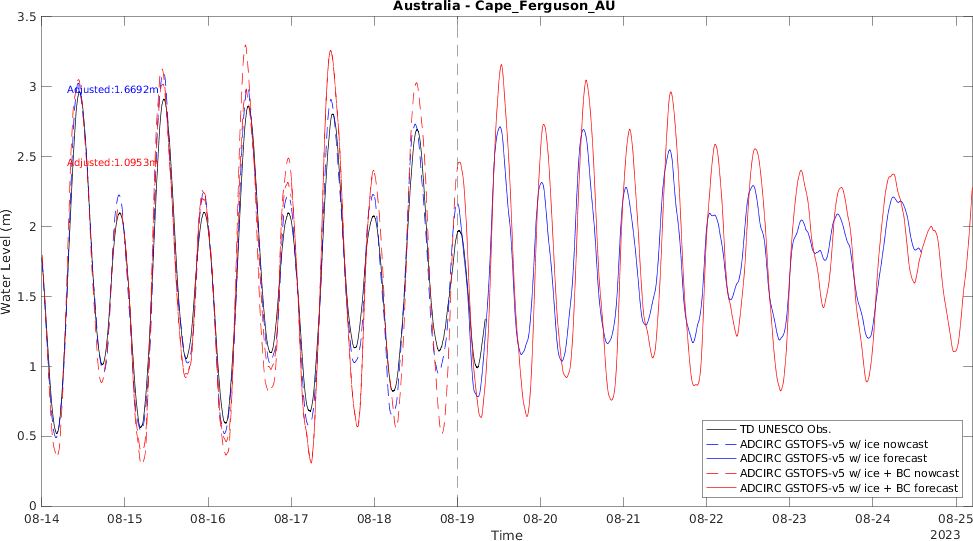 Australia - Cape_Ferguson_AU
3.5
3
2.5
2
1.5
1
0.5
0
Water Level (m)
Adjusted:1.6692m
Adjusted:1.0953m
TD UNESCO Obs.
ADCIRC GSTOFS-v5 w/ ice nowcast
ADCIRC GSTOFS-v5 w/ ice forecast
ADCIRC GSTOFS-v5 w/ ice + BC nowcast
ADCIRC GSTOFS-v5 w/ ice + BC forecast
08-14 08-15 08-16 08-17 08-18 08-19 08-20 08-21 08-22 08-23 08-24 08-25
Time 2023